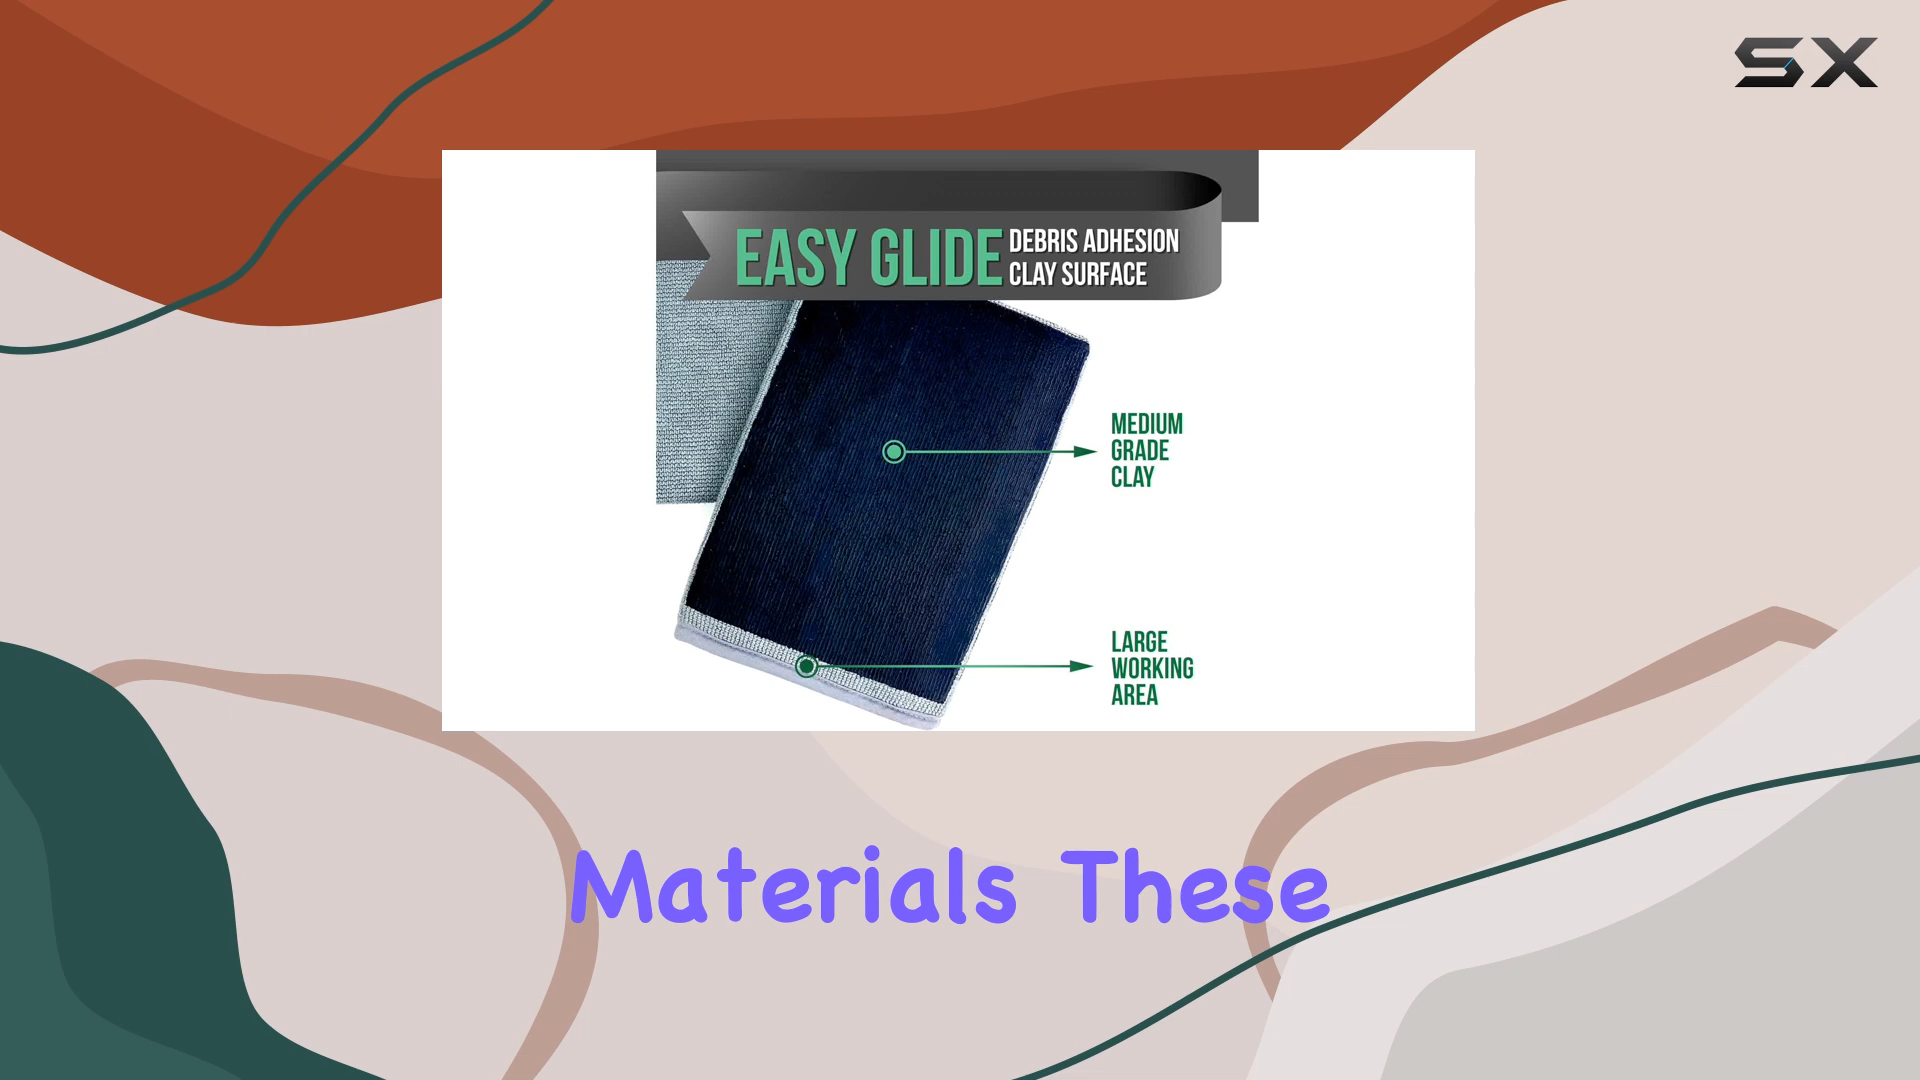 SX
EASY GLIDE DEBRIS ADHESION
CLAY SURFACE
MEDIUM
GRADE
CLAY
LARGE
WORKING
AREA
Materials These